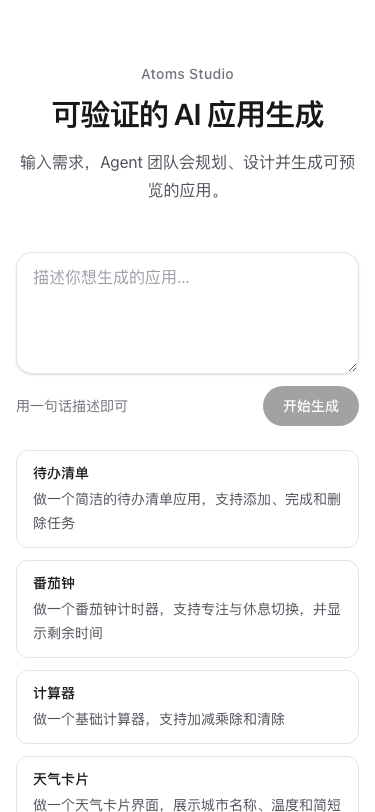 Atoms Studio
可验证的 AI 应用生成
输入需求，Agent 团队会规划、设计并生成可预
览的应用。
描述你想生成的应用...
用一句话描述即可
开始生成
待办清单
做一个简洁的待办清单应用，支持添加、完成和删
除任务
番茄钟
做一个番茄钟计时器，支持专注与休息切换，并显
示剩余时间
计算器
做一个基础计算器，支持加减乘除和清除
天气卡片
做一个天气卡片界面，展示城市名称、温度和简短